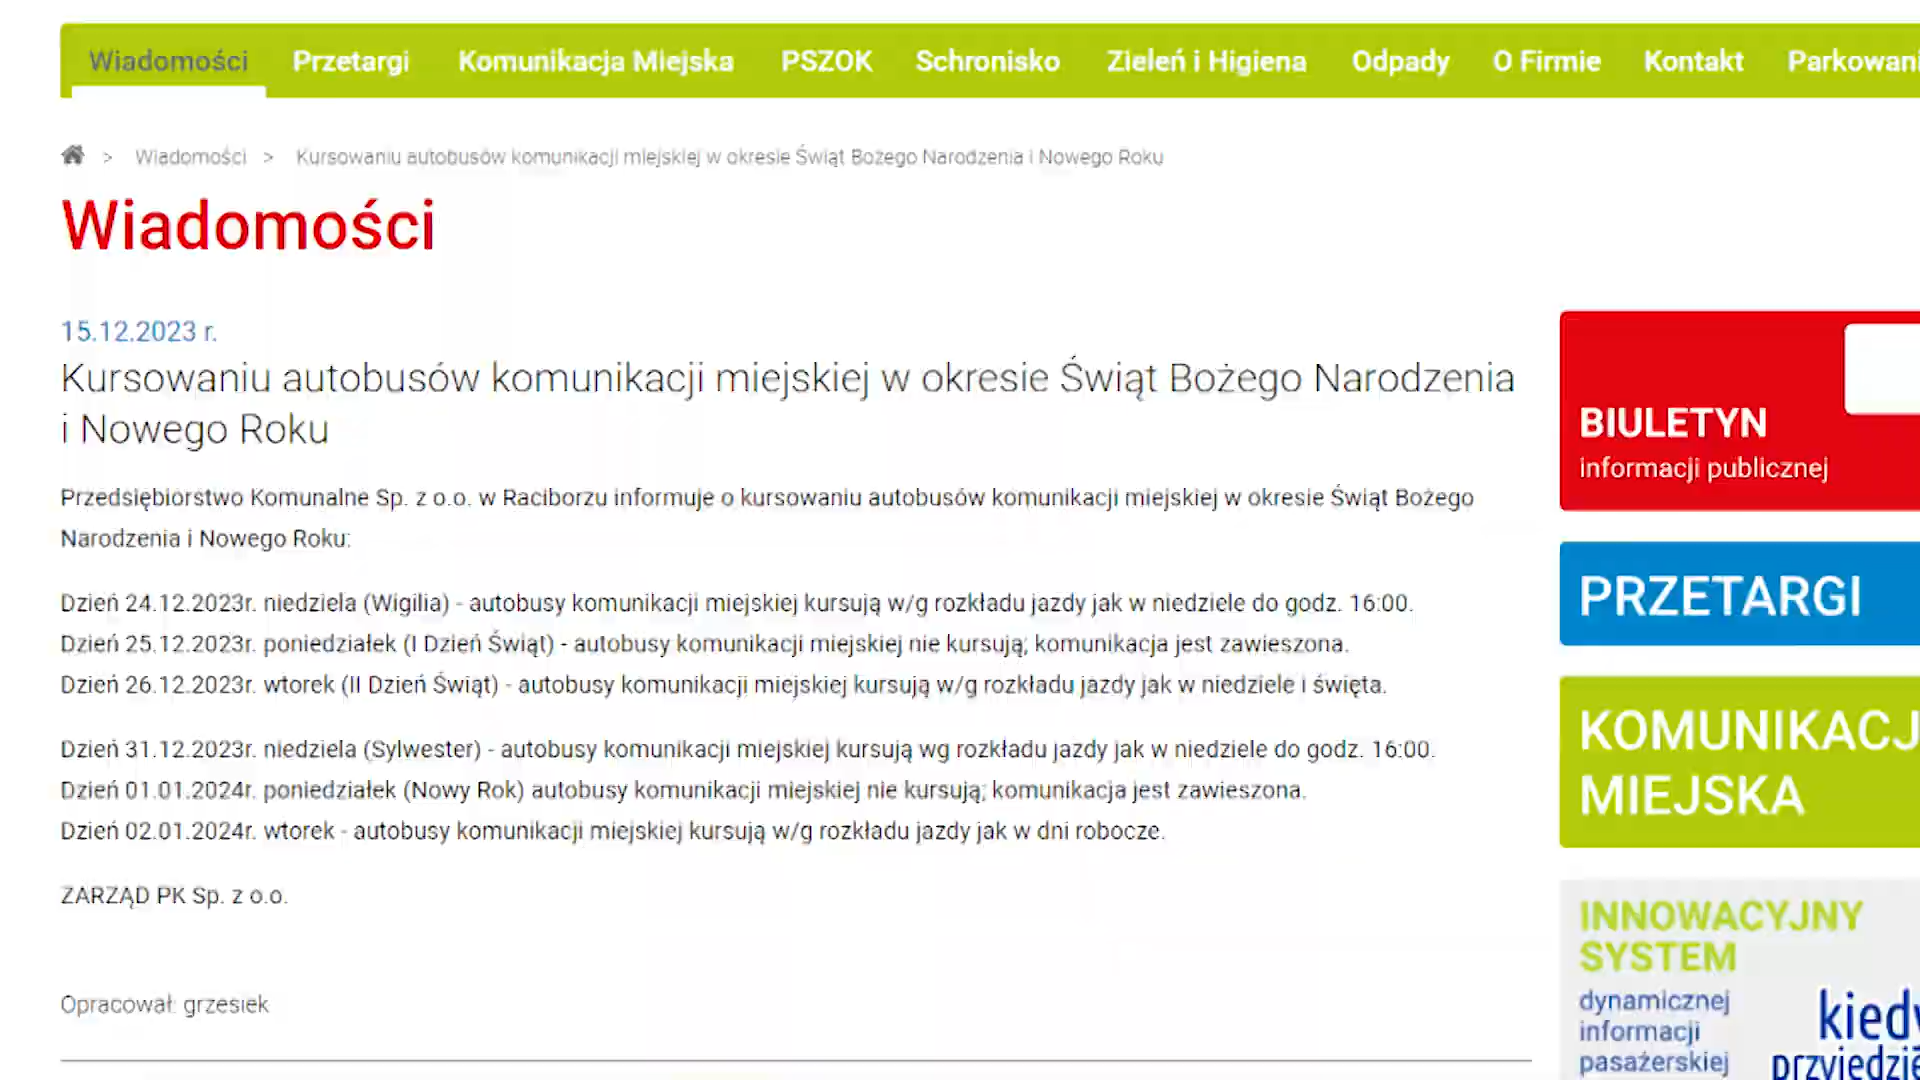 Wiadomości Przetargi Komunikacja Miejska PSZOK Schronisko Zieleń i Higiena Odpady O Firmie Kontakt Parkowani
> Wiadomości > Kursowaniu autobusów komunikacji miejskiej w okresie Świąt Bożego Narodzenia i Nowego Roku
Wiadomości
15.12.2023 r.
Kursowaniu autobusów komunikacji miejskiej w okresie Świąt Bożego Narodzenia
i Nowego Roku
Przedsiębiorstwo Komunalne Sp. z o.o. w Raciborzu informuje o kursowaniu autobusów komunikacji miejskiej w okresie Świąt Bożego
Narodzenia i Nowego Roku:
Dzień 24.12.2023r. niedziela (Wigilia) - autobusy komunikacji miejskiej kursują w/g rozkładu jazdy jak w niedziele do godz. 16:00.
Dzień 25.12.2023r. poniedziałek (I Dzień Świąt) - autobusy komunikacji miejskiej nie kursują; komunikacja jest zawieszona.
Dzień 26.12.2023r. wtorek (II Dzień Świąt) - autobusy komunikacji miejskiej kursują w/g rozkładu jazdy jak w niedziele i święta.
Dzień 31.12.2023r. niedziela (Sylwester) - autobusy komunikacji miejskiej kursują wg rozkładu jazdy jak w niedziele do godz. 16:00.
Dzień 01.01.2024r. poniedziałek (Nowy Rok) autobusy komunikacji miejskiej nie kursują; komunikacja jest zawieszona.
Dzień 02.01.2024r. wtorek - autobusy komunikacji miejskiej kursują w/g rozkładu jazdy jak w dni robocze.
ZARZĄD PK Sp. z o.o.
Opracował: grzesiek
BIULETYN
informacji publicznej
PRZETARGI
KOMUNIKACJ
MIEJSKA
INNOWACYJNY
SYSTEM
dynamicznej
informacji
pasażerskiej
kiedy
przyjedzie